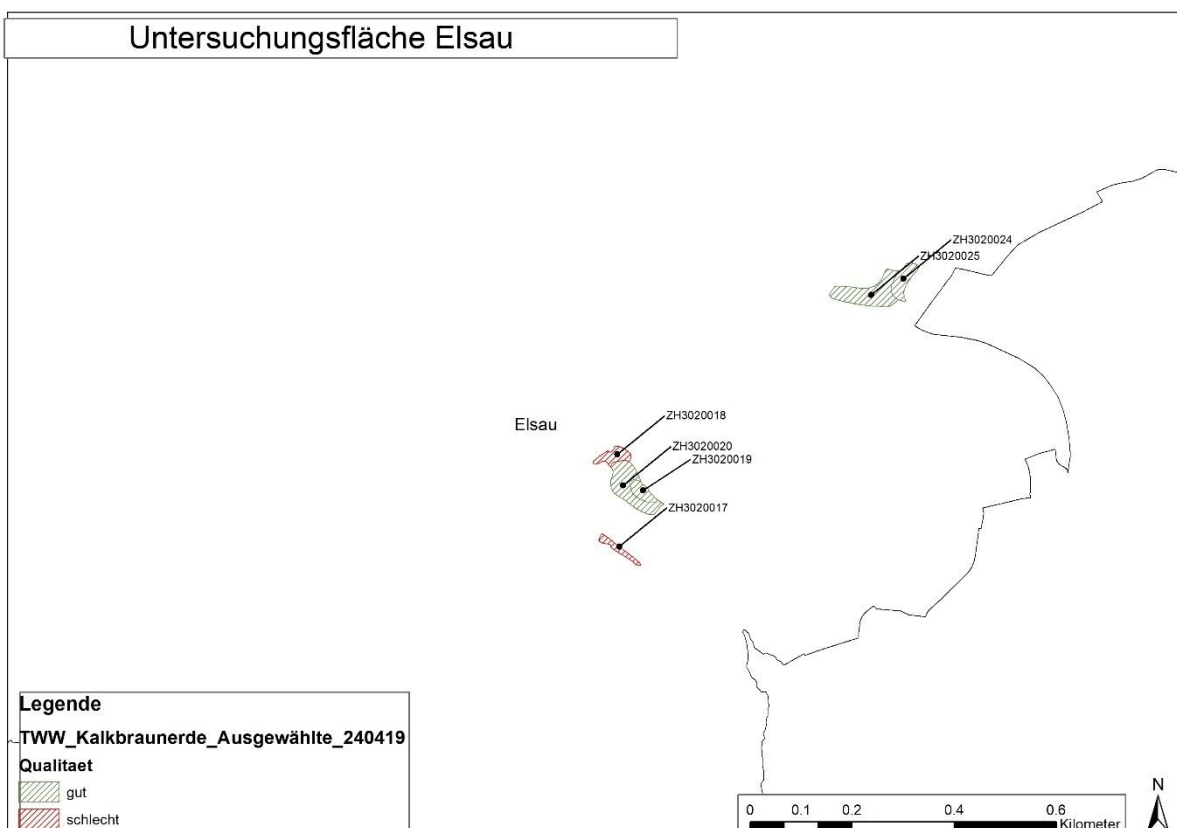 Untersuchungsfläche Elsau
ZH3020024
ZH3020025
Elsau
ZH3020018
ZH3020020
ZH3020019
ZH3020017
Legende
TWW_Kalkbraunerde_Ausgewählte_240419
Qualitaet
gut
schlecht
N
0 0.1 0.2 0.4 0.6
Kilometer